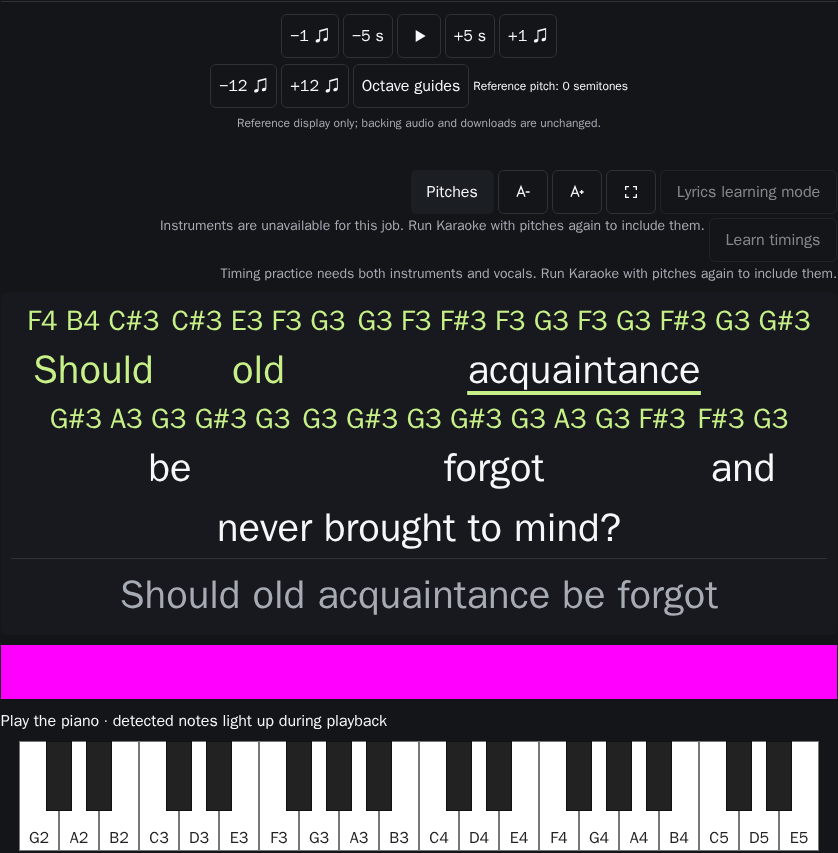 −1 ♫ −5 s ▶ +5 s +1 ♫
−12 ♫ +12 ♫ Octave guides Reference pitch: 0 semitones
Reference display only; backing audio and downloads are unchanged.
Pitches A- A+ Lyrics learning mode
Instruments are unavailable for this job. Run Karaoke with pitches again to include them.
Learn timings
Timing practice needs both instruments and vocals. Run Karaoke with pitches again to include them.
F4 B4 C#3 C#3 E3 F3 G3 G3 F3 F#3 F3 G3 F3 G3 F#3 G3 G#3
Should old acquaintance
G#3 A3 G3 G#3 G3 G3 G#3 G3 G#3 G3 A3 G3 F#3 F#3 G3
be forgot and
never brought to mind?
Should old acquaintance be forgot
Play the piano · detected notes light up during playback
G2 A2 B2 C3 D3 E3 F3 G3 A3 B3 C4 D4 E4 F4 G4 A4 B4 C5 D5 E5